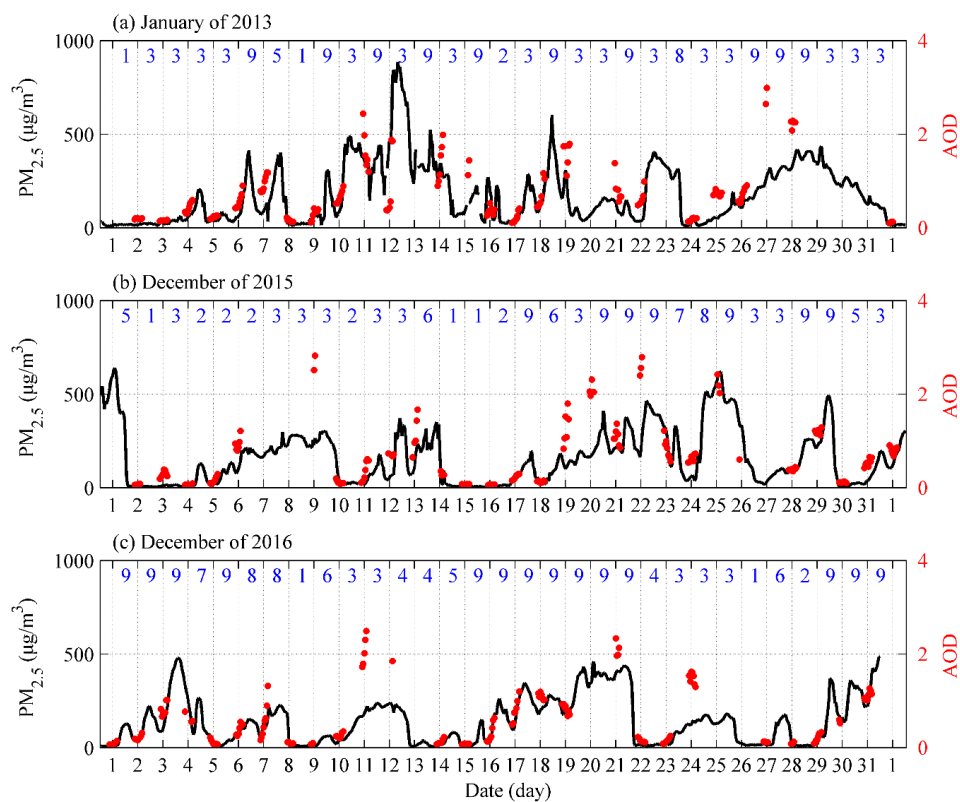 (a) January of 2013
1000 1 3 3 3 3 9 5 1 9 3 9 3 9 3 9 2 3 9 3 3 9 3 8 3 3 9 9 9 3 3 3 4
PM2.5 (μg/m³)
500 2
AOD
0 0
1 2 3 4 5 6 7 8 9 10 11 12 13 14 15 16 17 18 19 20 21 22 23 24 25 26 27 28 29 30 31 1
(b) December of 2015
1000 5 1 3 2 2 2 3 3 3 2 3 3 6 1 1 2 9 6 3 9 9 9 7 8 9 3 3 9 9 5 3 4
PM2.5 (μg/m³)
500 2
AOD
0 0
1 2 3 4 5 6 7 8 9 10 11 12 13 14 15 16 17 18 19 20 21 22 23 24 25 26 27 28 29 30 31 1
(c) December of 2016
1000 9 9 9 7 9 8 8 1 6 3 3 4 4 5 9 9 9 9 9 9 9 4 3 3 3 1 6 2 9 9 9 4
PM2.5 (μg/m³)
500 2
AOD
0 0
1 2 3 4 5 6 7 8 9 10 11 12 13 14 15 16 17 18 19 20 21 22 23 24 25 26 27 28 29 30 31 1
Date (day)